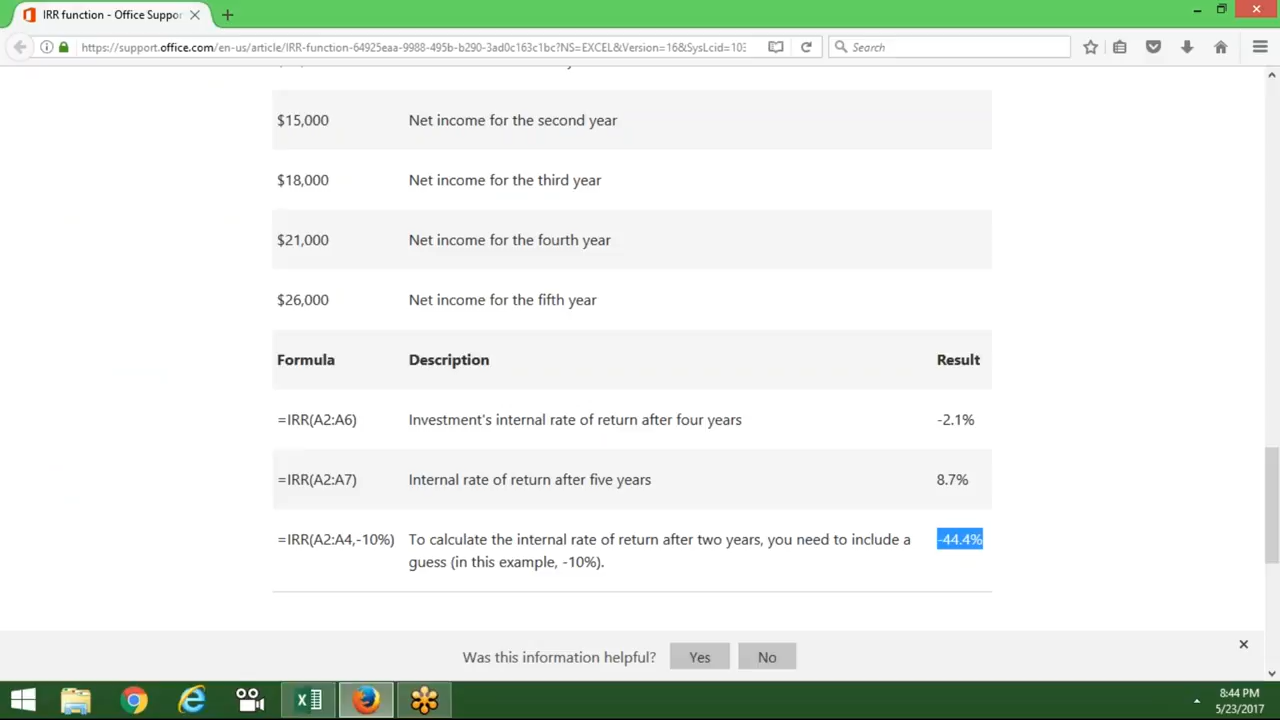 IRR function - Office Suppor
https://support.office.com/en-us/article/IRR-function-64925eaa-9988-495b-b290-3ad0c163c1bc?NS=EXCEL&Version=16&SysLcid=103
Search
$15,000 Net income for the second year
$18,000 Net income for the third year
$21,000 Net income for the fourth year
$26,000 Net income for the fifth year
Formula Description Result
=IRR(A2:A6) Investment's internal rate of return after four years -2.1%
=IRR(A2:A7) Internal rate of return after five years 8.7%
=IRR(A2:A4,-10%) To calculate the internal rate of return after two years, you need to include a -44.4%
guess (in this example, -10%).
Was this information helpful? Yes No
8:44 PM
5/23/2017